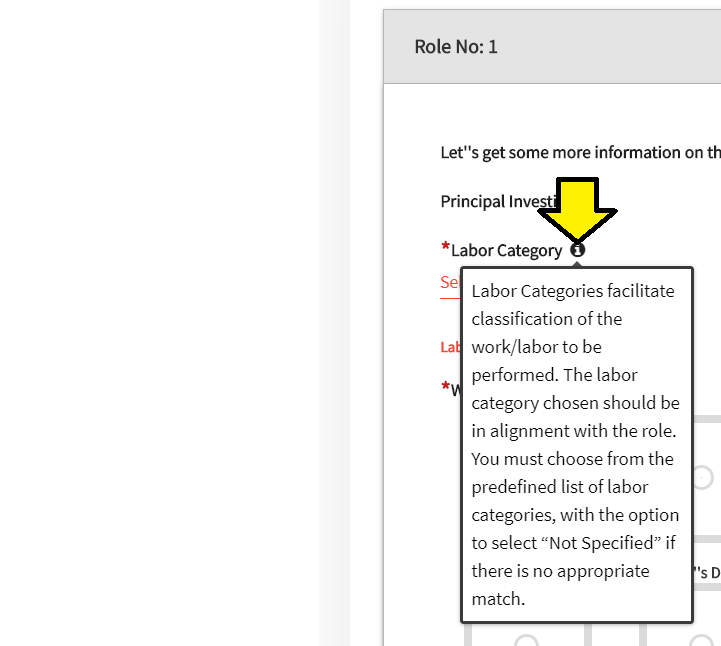 Role No: 1
Let''s get some more information on th
Principal Investi
*Labor Category
Se
Labor Categories facilitate
classification of the
work/labor to be
performed. The labor
category chosen should be
in alignment with the role.
You must choose from the
predefined list of labor
categories, with the option
to select “Not Specified” if
there is no appropriate
match.
Lab
*W
''s D